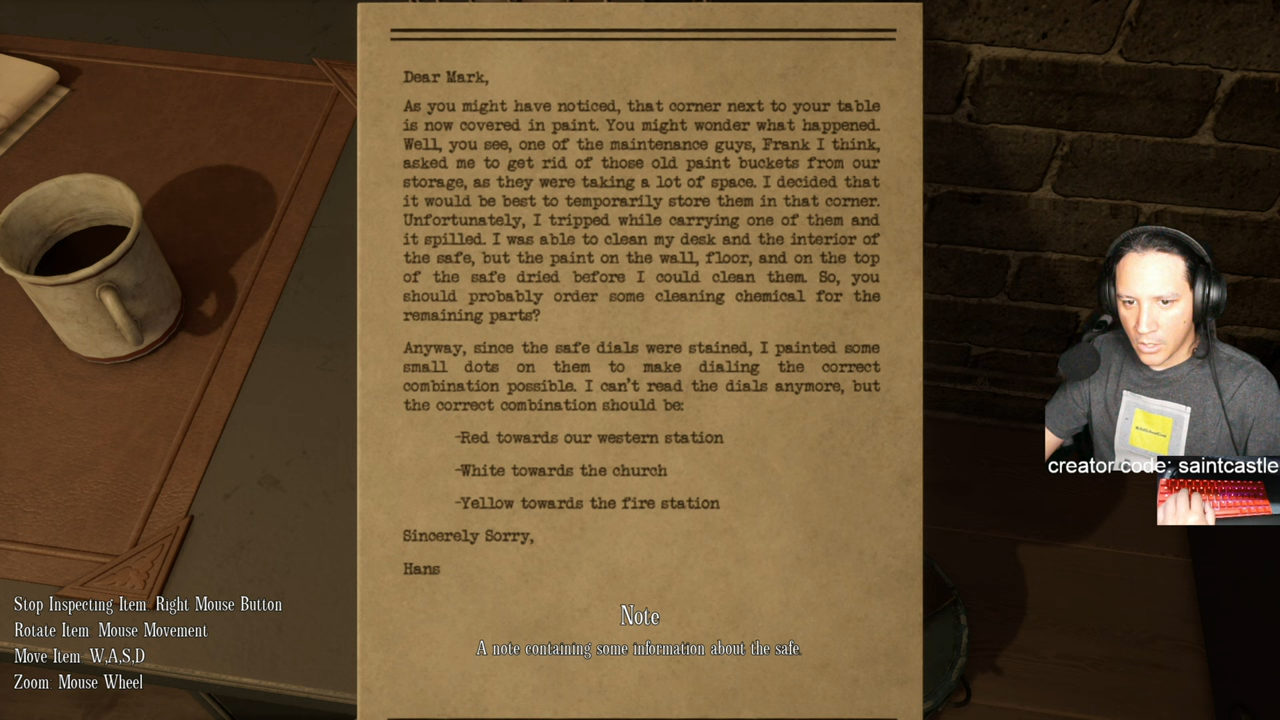 Dear Mark,
As you might have noticed, that corner next to your table
is now covered in paint. You might wonder what happened.
Well, you see, one of the maintenance guys, Frank I think,
asked me to get rid of those old paint buckets from our
storage, as they were taking a lot of space. I decided that
it would be best to temporarily store them in that corner.
Unfortunately, I tripped while carrying one of them and
it spilled. I was able to clean my desk and the interior of
the safe, but the paint on the wall, floor, and on the top
of the safe dried before I could clean them. So, you
should probably order some cleaning chemical for the
remaining parts?
Anyway, since the safe dials were stained, I painted some
small dots on them to make dialing the correct
combination possible. I can't read the dials anymore, but
the correct combination should be:
-Red towards our western station
-White towards the church
-Yellow towards the fire station
Sincerely Sorry,
Hans
Note
A note containing some information about the safe.
Stop Inspecting Item: Right Mouse Button
Rotate Item: Mouse Movement
Move Item: W,A,S,D
Zoom: Mouse Wheel
creator code: saintcastle